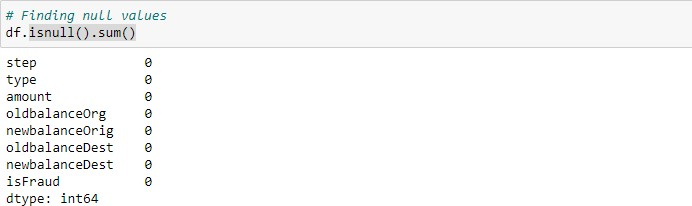 # Finding null values
df.isnull().sum()
step 0
type 0
amount 0
oldbalanceOrg 0
newbalanceOrig 0
oldbalanceDest 0
newbalanceDest 0
isFraud 0
dtype: int64